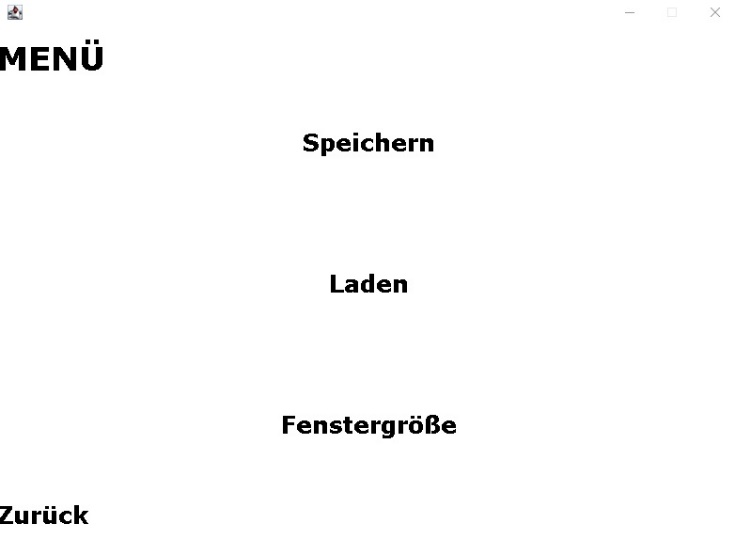 MENÜ
Speichern
Laden
Fenstergröße
Zurück